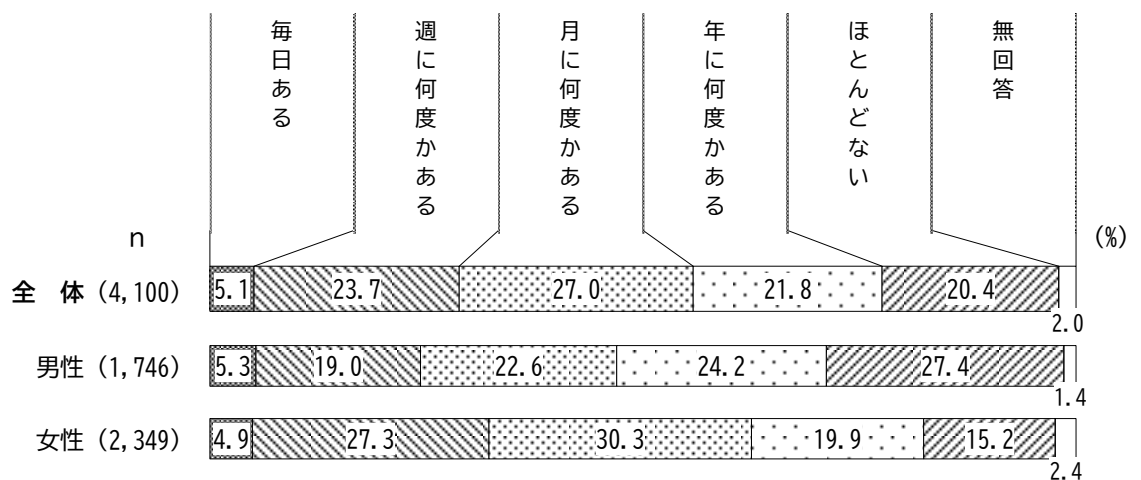 毎日ある
週に何度かある
月に何度かある
年に何度かある
ほとんどない
無回答
n
(%)
全　体 (4,100) 5.1 23.7 27.0 21.8 20.4 2.0
男性 (1,746) 5.3 19.0 22.6 24.2 27.4 1.4
女性 (2,349) 4.9 27.3 30.3 19.9 15.2 2.4